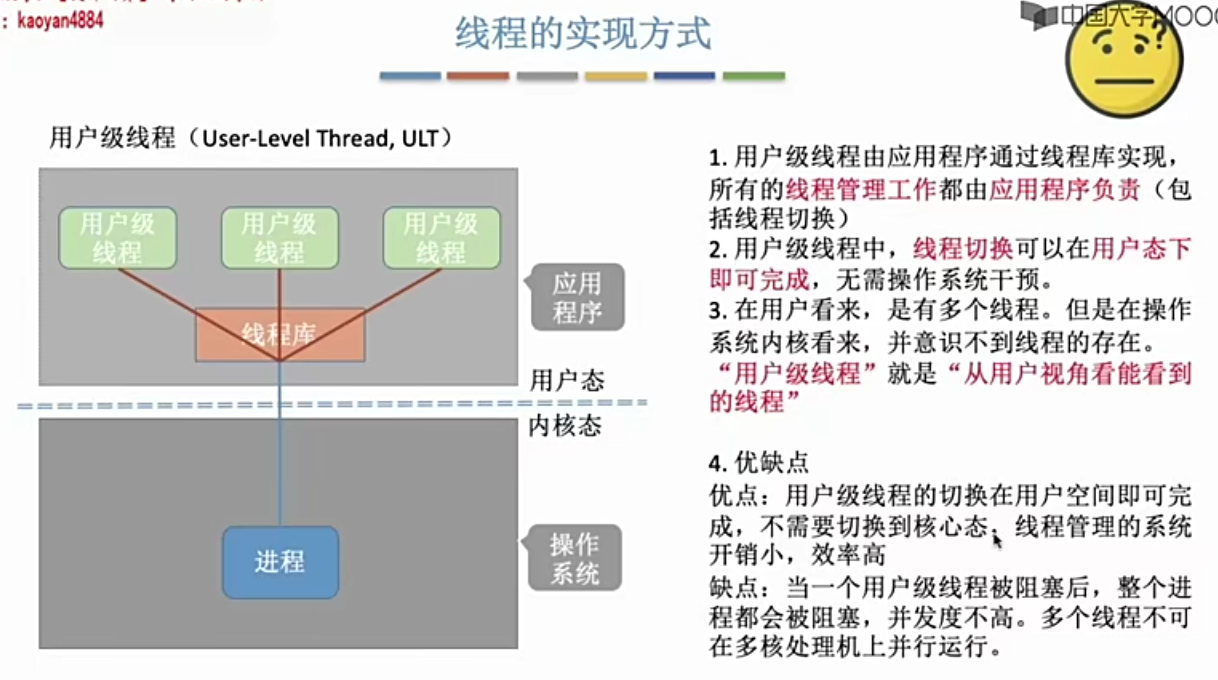 ：kaoyan4884
中国大学MOOC
线程的实现方式
用户级线程（User-Level Thread, ULT）
用户级
线程
用户级
线程
用户级
线程
线程库
应用
程序
用户态
内核态
进程
操作
系统
1. 用户级线程由应用程序通过线程库实现，
所有的线程管理工作都由应用程序负责（包
括线程切换）
2. 用户级线程中，线程切换可以在用户态下
即可完成，无需操作系统干预。
3. 在用户看来，是有多个线程。但是在操作
系统内核看来，并意识不到线程的存在。
“用户级线程”就是“从用户视角看能看到
的线程”
4. 优缺点
优点：用户级线程的切换在用户空间即可完
成，不需要切换到核心态，线程管理的系统
开销小，效率高
缺点：当一个用户级线程被阻塞后，整个进
程都会被阻塞，并发度不高。多个线程不可
在多核处理机上并行运行。